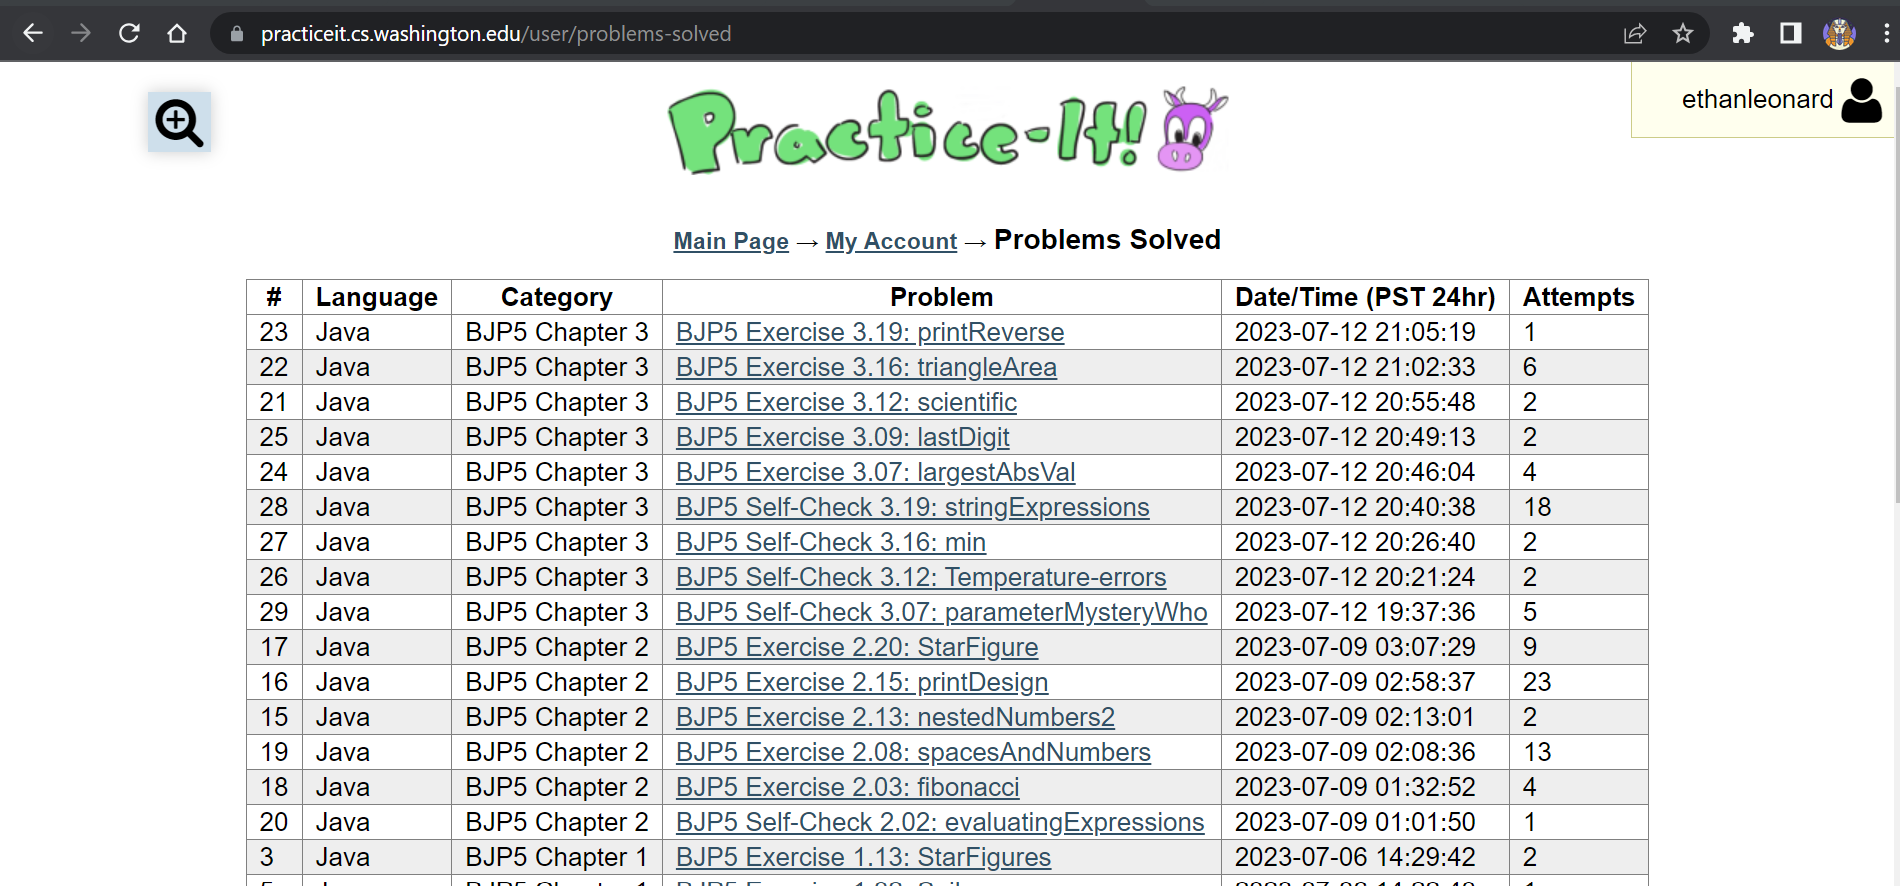 practiceit.cs.washington.edu/user/problems-solved
ethanleonard
Practice-It!
Main Page → My Account → Problems Solved
# Language Category Problem Date/Time (PST 24hr) Attempts
23 Java BJP5 Chapter 3 BJP5 Exercise 3.19: printReverse 2023-07-12 21:05:19 1
22 Java BJP5 Chapter 3 BJP5 Exercise 3.16: triangleArea 2023-07-12 21:02:33 6
21 Java BJP5 Chapter 3 BJP5 Exercise 3.12: scientific 2023-07-12 20:55:48 2
25 Java BJP5 Chapter 3 BJP5 Exercise 3.09: lastDigit 2023-07-12 20:49:13 2
24 Java BJP5 Chapter 3 BJP5 Exercise 3.07: largestAbsVal 2023-07-12 20:46:04 4
28 Java BJP5 Chapter 3 BJP5 Self-Check 3.19: stringExpressions 2023-07-12 20:40:38 18
27 Java BJP5 Chapter 3 BJP5 Self-Check 3.16: min 2023-07-12 20:26:40 2
26 Java BJP5 Chapter 3 BJP5 Self-Check 3.12: Temperature-errors 2023-07-12 20:21:24 2
29 Java BJP5 Chapter 3 BJP5 Self-Check 3.07: parameterMysteryWho 2023-07-12 19:37:36 5
17 Java BJP5 Chapter 2 BJP5 Exercise 2.20: StarFigure 2023-07-09 03:07:29 9
16 Java BJP5 Chapter 2 BJP5 Exercise 2.15: printDesign 2023-07-09 02:58:37 23
15 Java BJP5 Chapter 2 BJP5 Exercise 2.13: nestedNumbers2 2023-07-09 02:13:01 2
19 Java BJP5 Chapter 2 BJP5 Exercise 2.08: spacesAndNumbers 2023-07-09 02:08:36 13
18 Java BJP5 Chapter 2 BJP5 Exercise 2.03: fibonacci 2023-07-09 01:32:52 4
20 Java BJP5 Chapter 2 BJP5 Self-Check 2.02: evaluatingExpressions 2023-07-09 01:01:50 1
3 Java BJP5 Chapter 1 BJP5 Exercise 1.13: StarFigures 2023-07-06 14:29:42 2